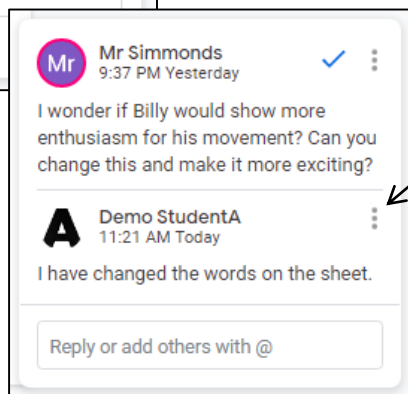 Mr
Mr Simmonds
9:37 PM Yesterday
I wonder if Billy would show more
enthusiasm for his movement? Can you
change this and make it more exciting?
A
Demo StudentA
11:21 AM Today
I have changed the words on the sheet.
Reply or add others with @